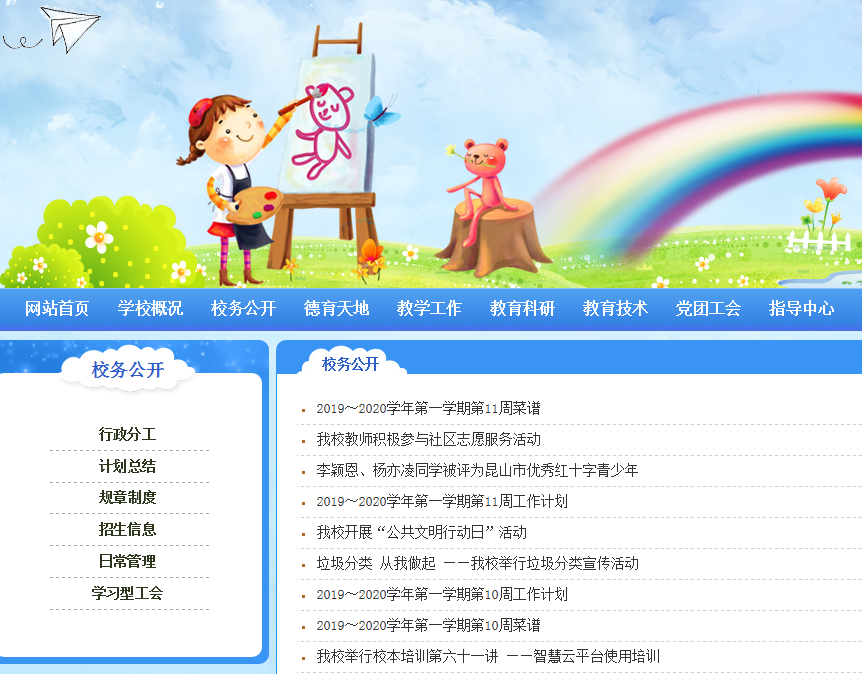 网站首页 学校概况 校务公开 德育天地 教学工作 教育科研 教育技术 党团工会 指导中心
校务公开
行政分工
计划总结
规章制度
招生信息
日常管理
学习型工会
校务公开
2019～2020学年第一学期第11周菜谱
我校教师积极参与社区志愿服务活动
李颖恩、杨亦凌同学被评为昆山市优秀红十字青少年
2019～2020学年第一学期第11周工作计划
我校开展“公共文明行动日”活动
垃圾分类 从我做起 ——我校举行垃圾分类宣传活动
2019～2020学年第一学期第10周工作计划
2019～2020学年第一学期第10周菜谱
我校举行校本培训第六十一讲 ——智慧云平台使用培训